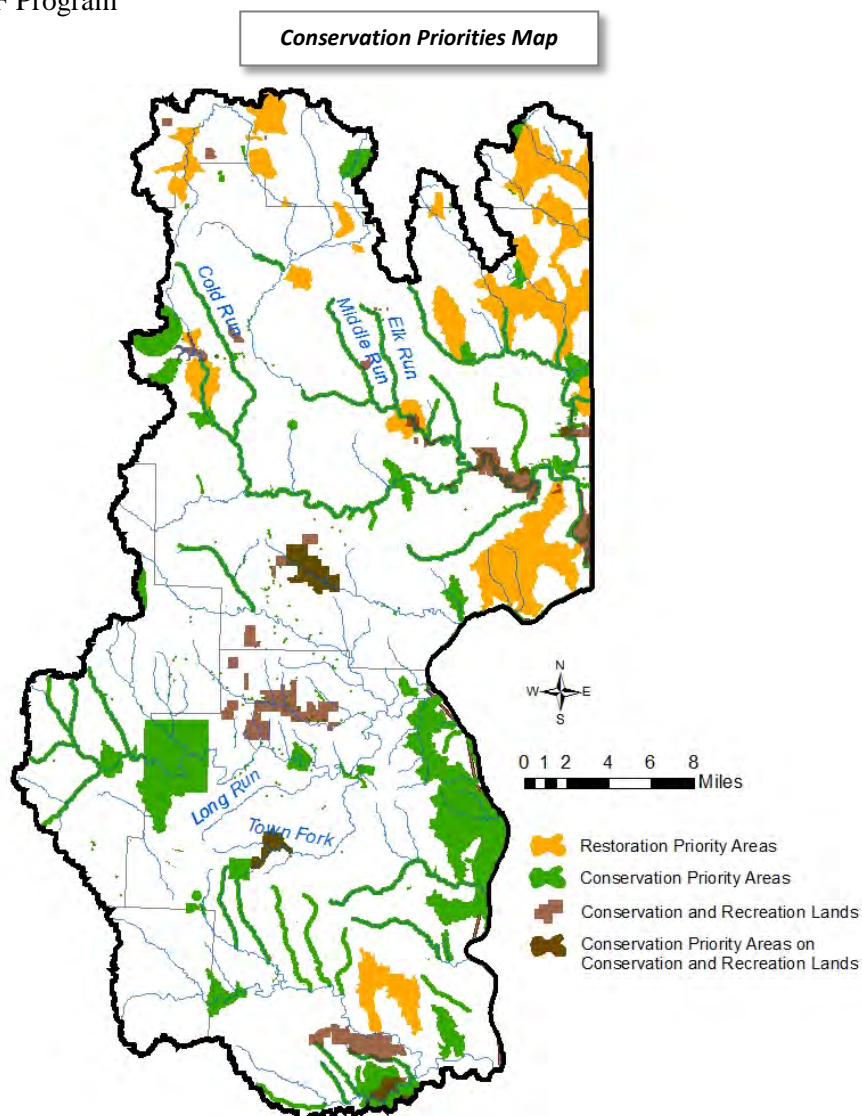 F Program
Conservation Priorities Map
Cold Run
Middle Run
Elk Run
N
W E
S
0 1 2 4 6 8
Miles
Long Run
Town Fork
Restoration Priority Areas
Conservation Priority Areas
Conservation and Recreation Lands
Conservation Priority Areas on
Conservation and Recreation Lands